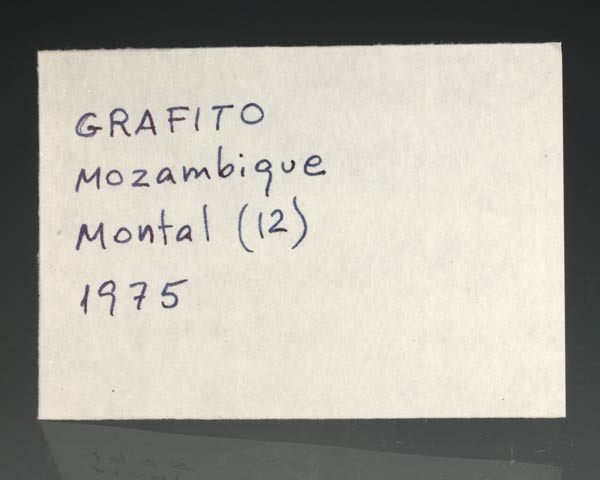 GRAFITO
Mozambique
Montal (12)
1975